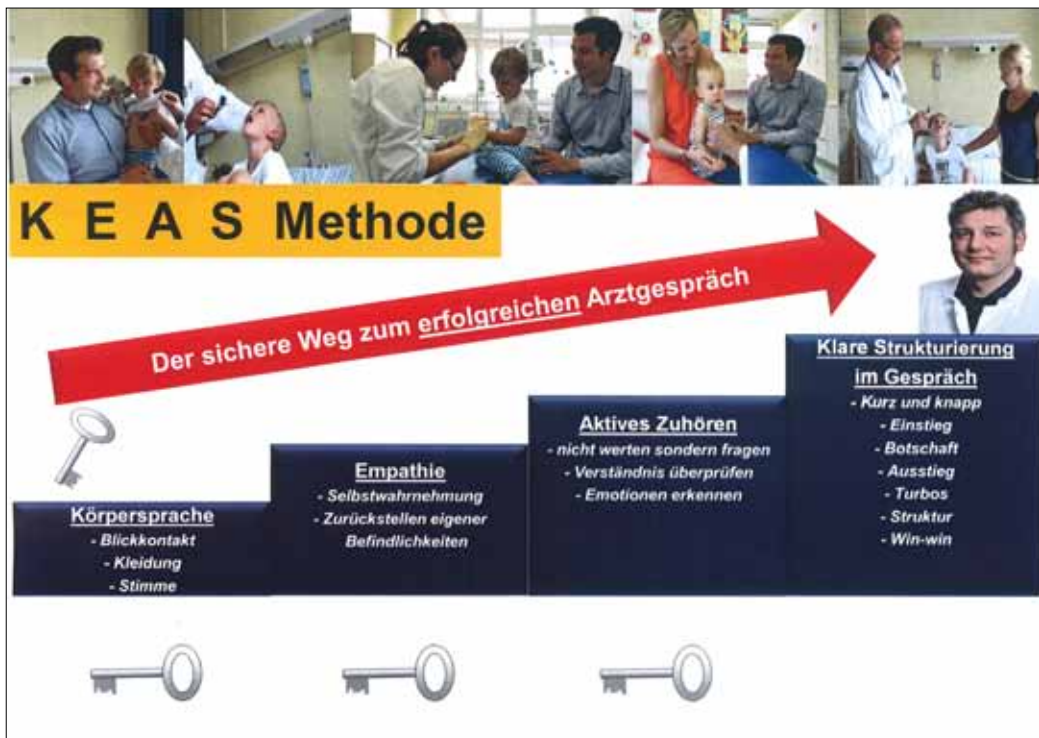 K E A S Methode
Der sichere Weg zum erfolgreichen Arztgespräch
Körpersprache
- Blickkontakt
- Kleidung
- Stimme
Empathie
- Selbstwahrnehmung
- Zurückstellen eigener
Befindlichkeiten
Aktives Zuhören
- nicht werten sondern fragen
- Verständnis überprüfen
- Emotionen erkennen
Klare Strukturierung
im Gespräch
- Kurz und knapp
- Einstieg
- Botschaft
- Ausstieg
- Turbos
- Struktur
- Win-win